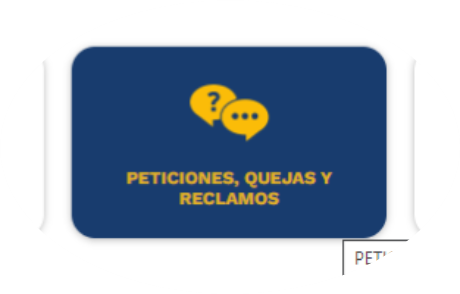 ?
PETICIONES, QUEJAS Y
RECLAMOS